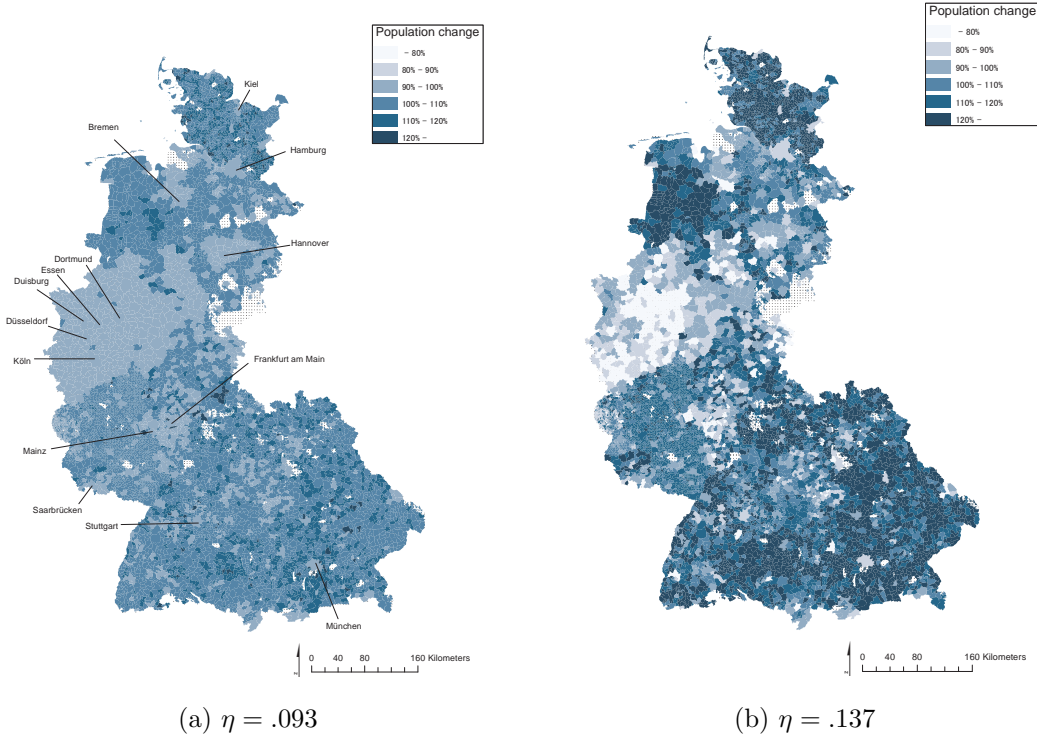 Population change
− 80%
80% − 90%
90% − 100%
100% − 110%
110% − 120%
120% −
Kiel
Bremen
Hamburg
Hannover
Dortmund
Essen
Duisburg
Düsseldorf
Köln
Frankfurt am Main
Mainz
Saarbrücken
Stuttgart
München
0 40 80 160 Kilometers
(a) η = .093
Population change
− 80%
80% − 90%
90% − 100%
100% − 110%
110% − 120%
120% −
0 40 80 160 Kilometers
(b) η = .137